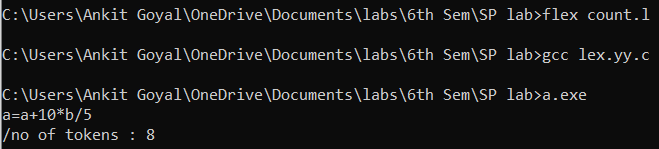 C:\Users\Ankit Goyal\OneDrive\Documents\labs\6th Sem\SP lab>flex count.l
C:\Users\Ankit Goyal\OneDrive\Documents\labs\6th Sem\SP lab>gcc lex.yy.c
C:\Users\Ankit Goyal\OneDrive\Documents\labs\6th Sem\SP lab>a.exe
a=a+10*b/5
/no of tokens : 8